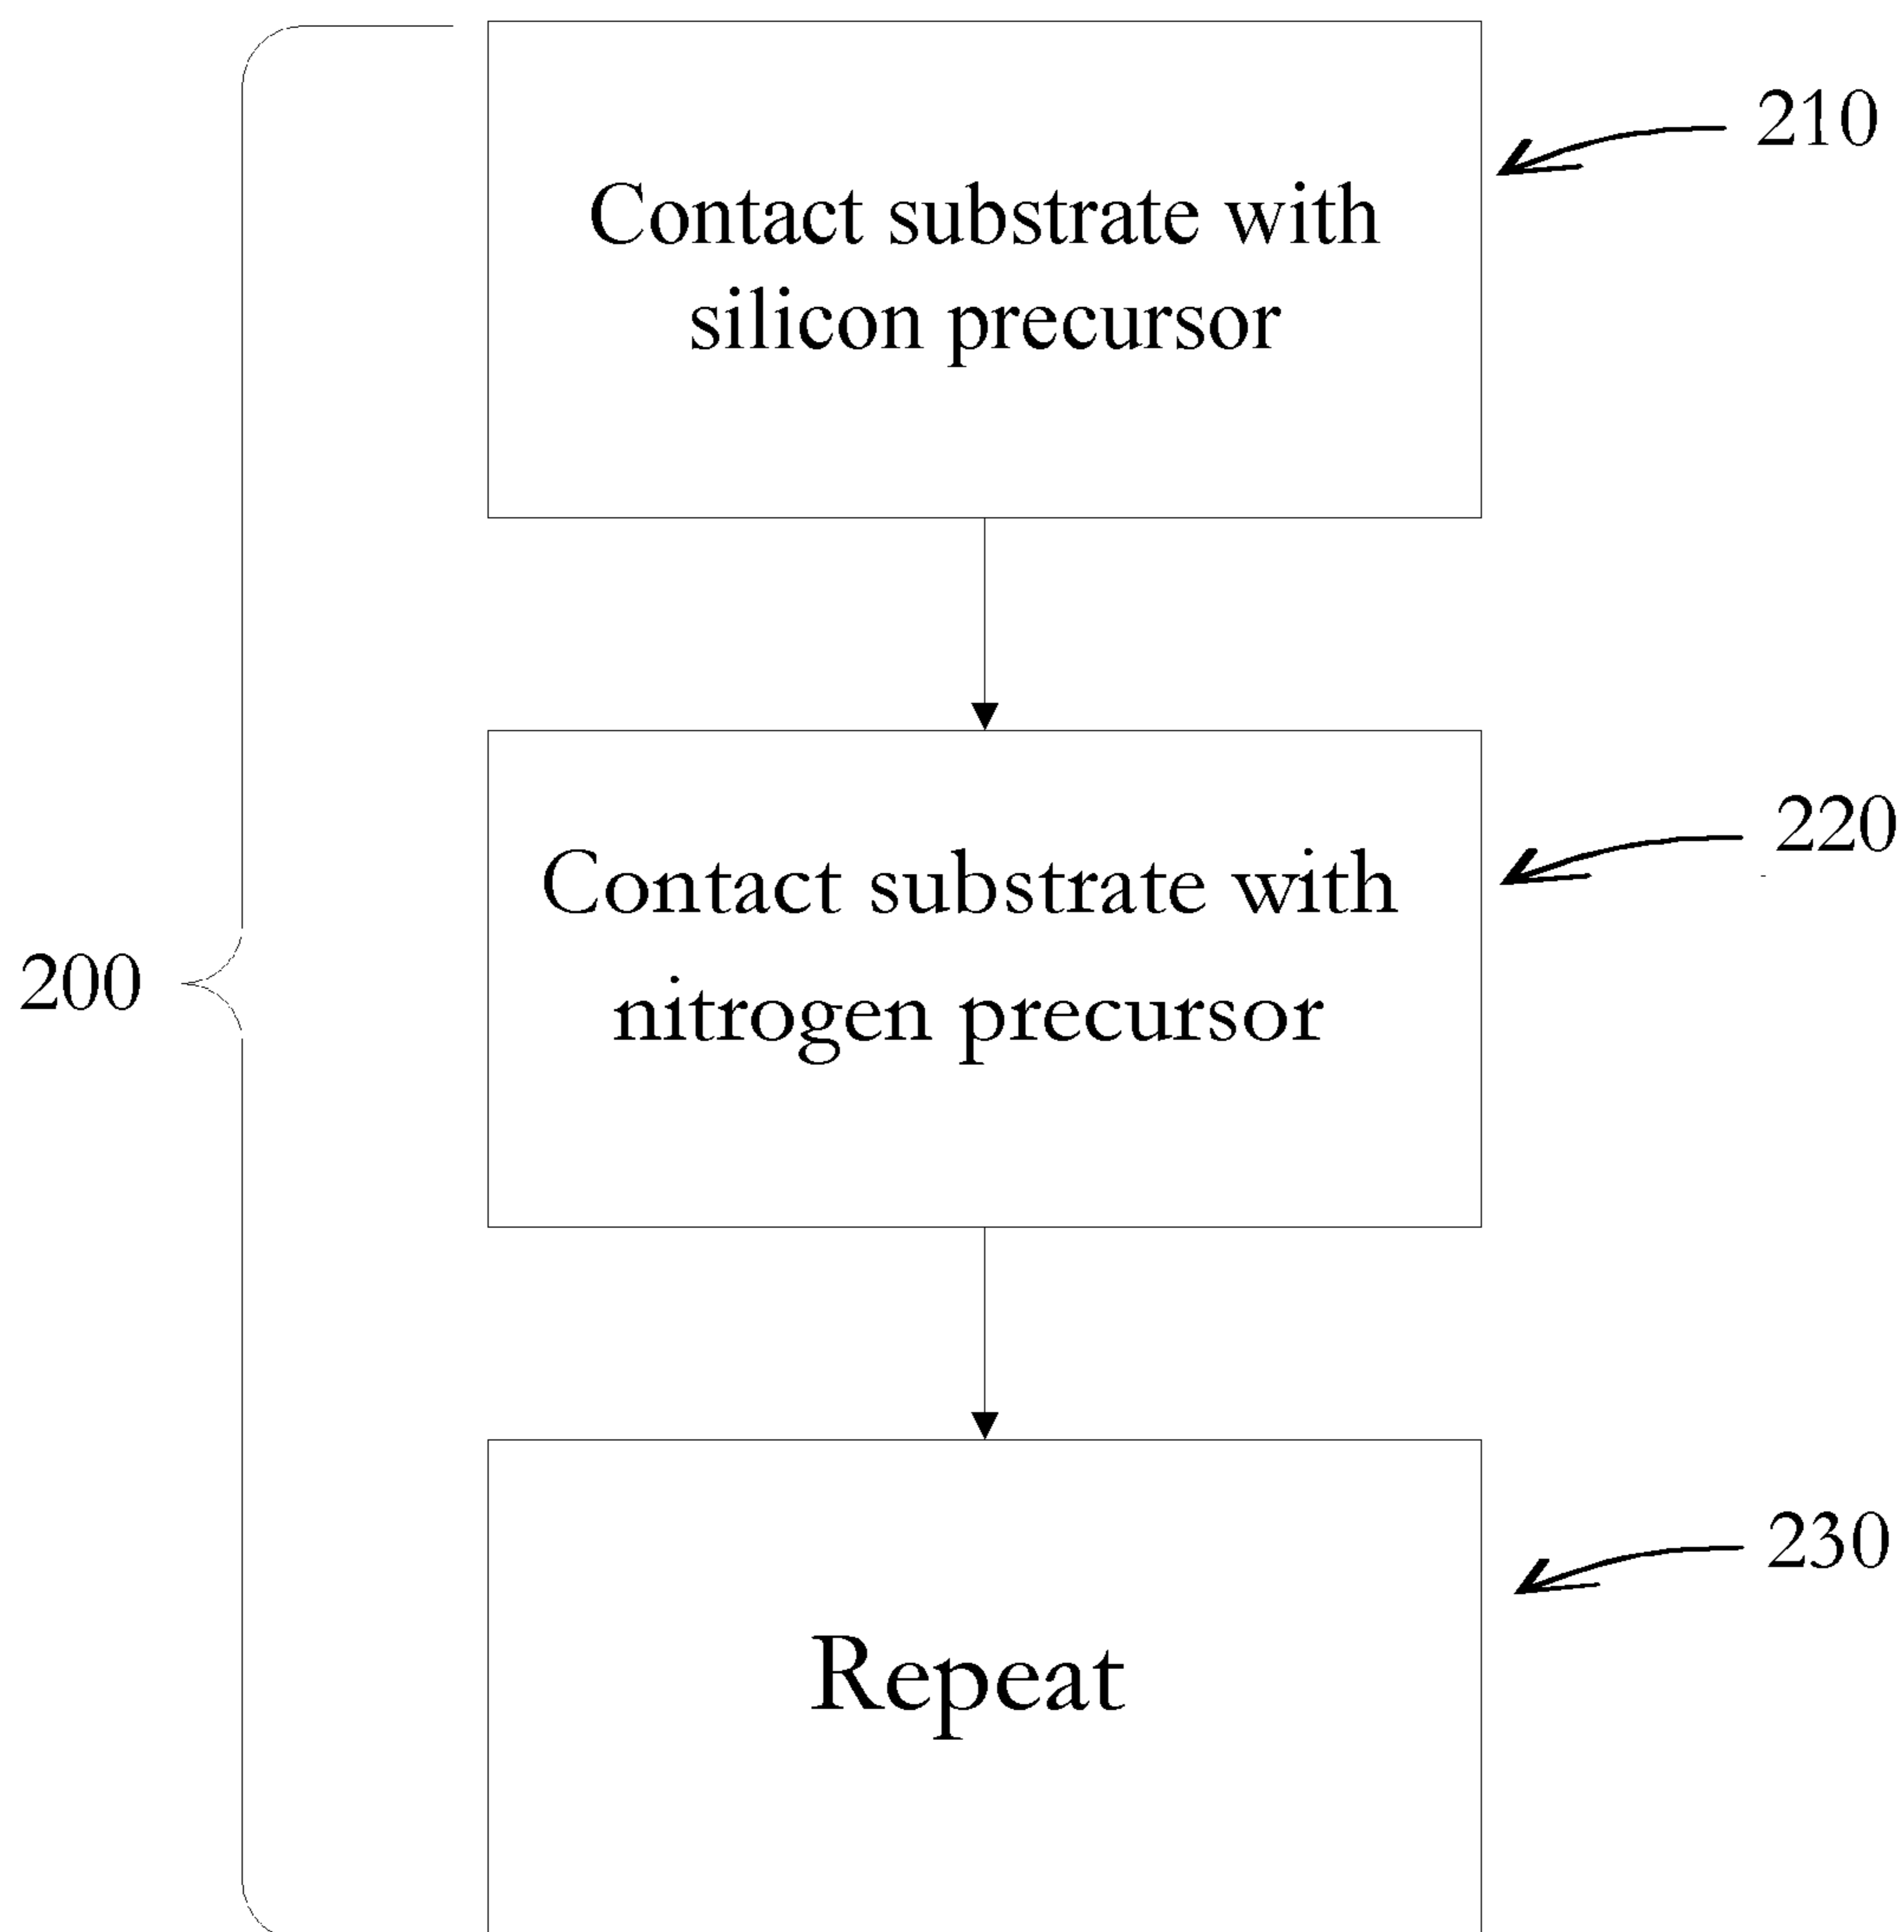 210
Contact substrate with
silicon precursor
220
Contact substrate with
nitrogen precursor
200
230
Repeat